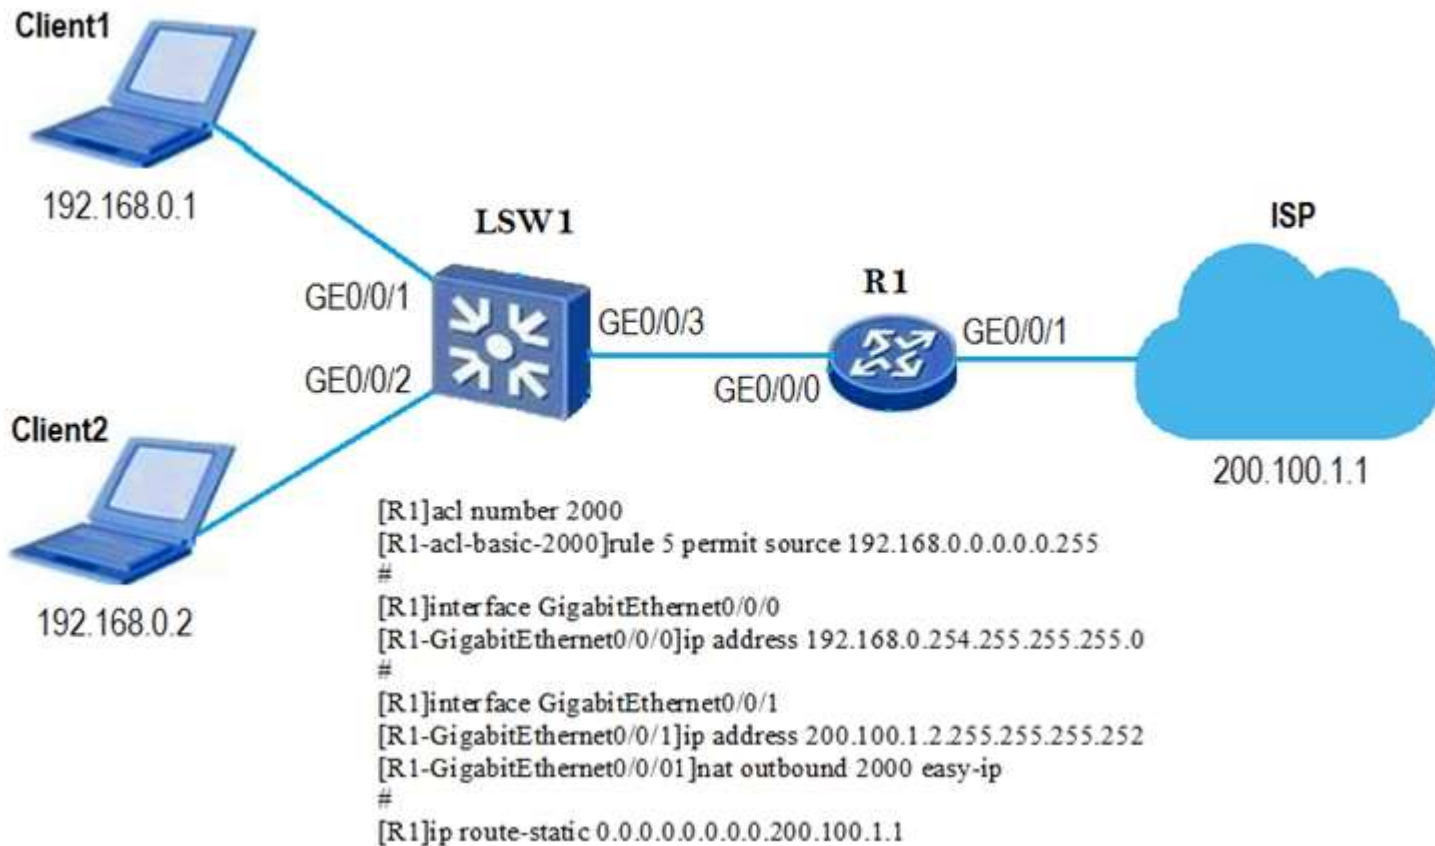 Client1
192.168.0.1
LSW1
GE0/0/1
GE0/0/3
GE0/0/2
R1
GE0/0/1
GE0/0/0
ISP
200.100.1.1
Client2
192.168.0.2
[R1]acl number 2000
[R1-acl-basic-2000]rule 5 permit source 192.168.0.0.0.0.0.255
#
[R1]interface GigabitEthernet0/0/0
[R1-GigabitEthernet0/0/0]ip address 192.168.0.254.255.255.255.0
#
[R1]interface GigabitEthernet0/0/1
[R1-GigabitEthernet0/0/1]ip address 200.100.1.2.255.255.255.252
[R1-GigabitEthernet0/0/01]nat outbound 2000 easy-ip
#
[R1]ip route-static 0.0.0.0.0.0.0.0.200.100.1.1